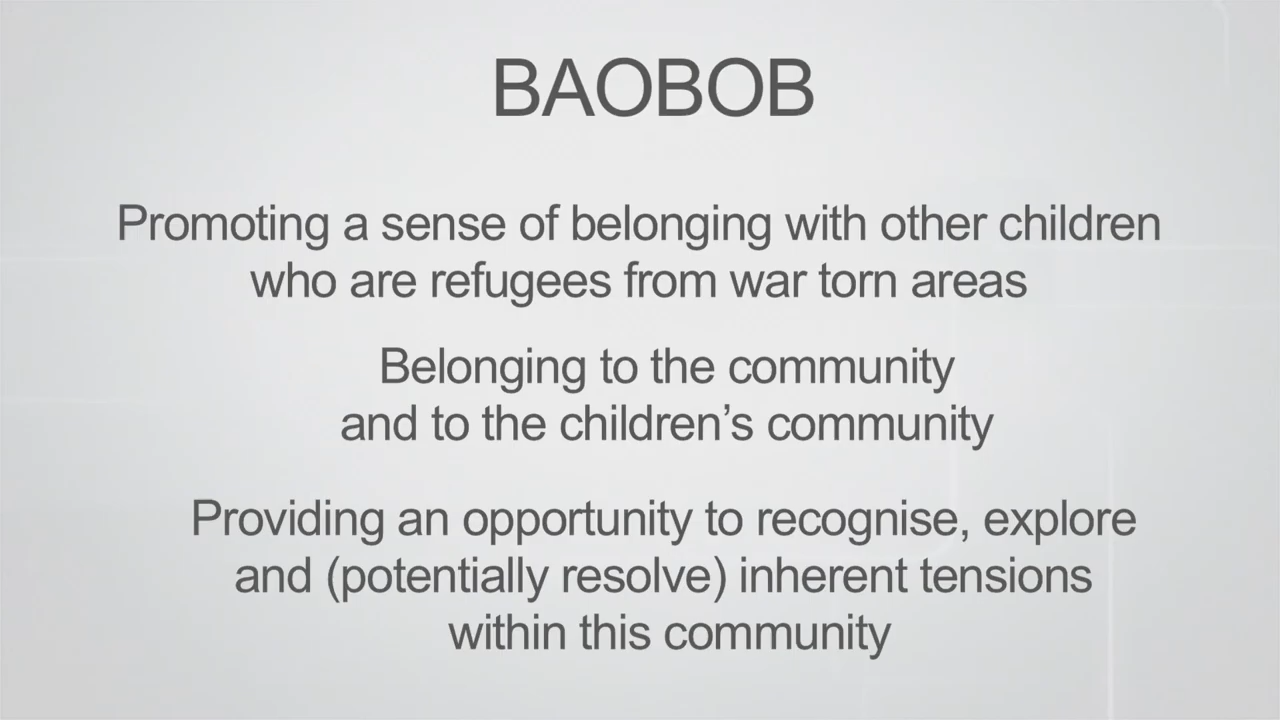 BAOBOB
Promoting a sense of belonging with other children
who are refugees from war torn areas
Belonging to the community
and to the children’s community
Providing an opportunity to recognise, explore
and (potentially resolve) inherent tensions
within this community